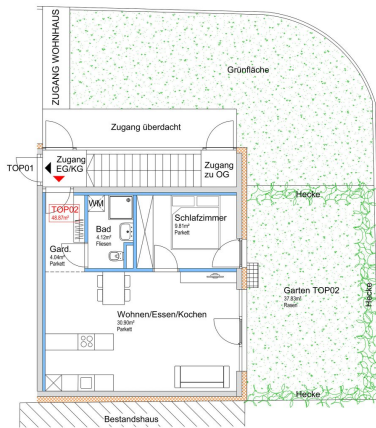 ZUGANG WOHNHAUS
Grünfläche
Zugang überdacht
TOP01
Zugang
EG/KG
Zugang
zu OG
Hecke
TOP02
48.87m²
WM
Bad
4.12m²
Fliesen
Schlafzimmer
9.81m²
Parkett
Gard.
4.04m²
Parkett
Garten TOP02
37.83m²
Rasen
Hecke
Wohnen/Essen/Kochen
30.90m²
Parkett
Hecke
Bestandshaus